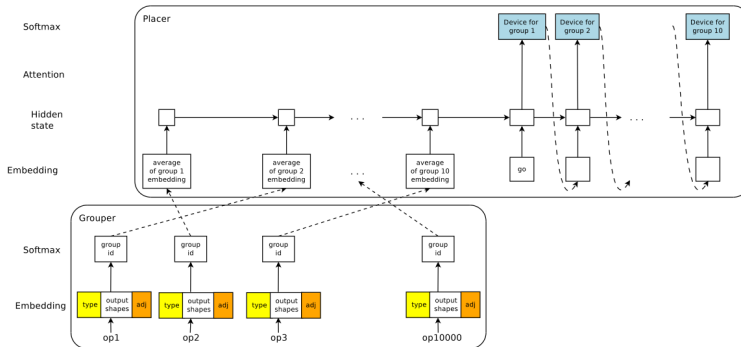 Placer
Softmax
Device for
group 1
Device for
group 2
Device for
group 10
Attention
Hidden
state
. . .
. . .
Embedding
average
of group 1
embedding
average
of group 2
embedding
. . .
average
of group 10
embedding
go
Grouper
Softmax
group
id
group
id
group
id
group
id
Embedding
type
output
shapes
adj
type
output
shapes
adj
type
output
shapes
adj
type
output
shapes
adj
op1
op2
op3
op10000